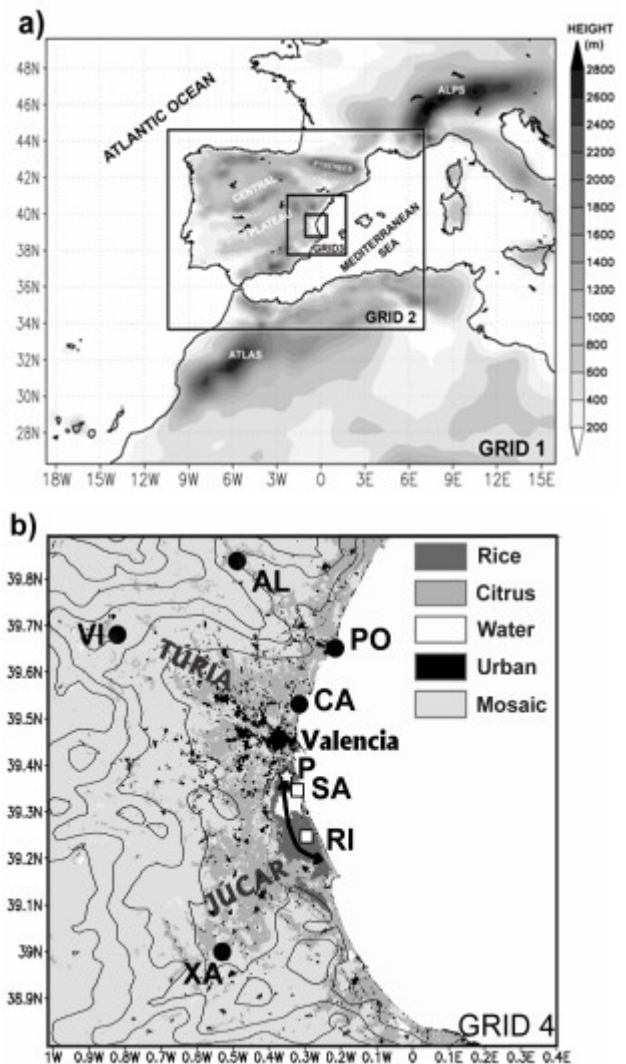 a)
HEIGHT
(m)
48N
46N
44N
42N
40N
38N
36N
34N
32N
30N
28N
ATLANTIC OCEAN
ALPS
PYRENEES
CENTRAL
PLATEAU
GRID3
MEDITERRANEAN
SEA
GRID 2
ATLAS
GRID 1
2800
2600
2400
2200
2000
1800
1600
1400
1200
1000
800
600
400
200
18W 15W 12W 9W 6W 3W 0 3E 6E 9E 12E 15E
b)
39.8N
39.7N
39.6N
39.5N
39.4N
39.3N
39.2N
39.1N
39N
38.9N
AL
VI
PO
TÚRIA
CA
Valencia
P
SA
RI
JÚCAR
XA
Rice
Citrus
Water
Urban
Mosaic
GRID 4
1W 0.9W 0.8W 0.6W 0.5W 0.4W 0.3W 0.2W 0.1W 0 0.1E 0.2E 0.3E 0.4E